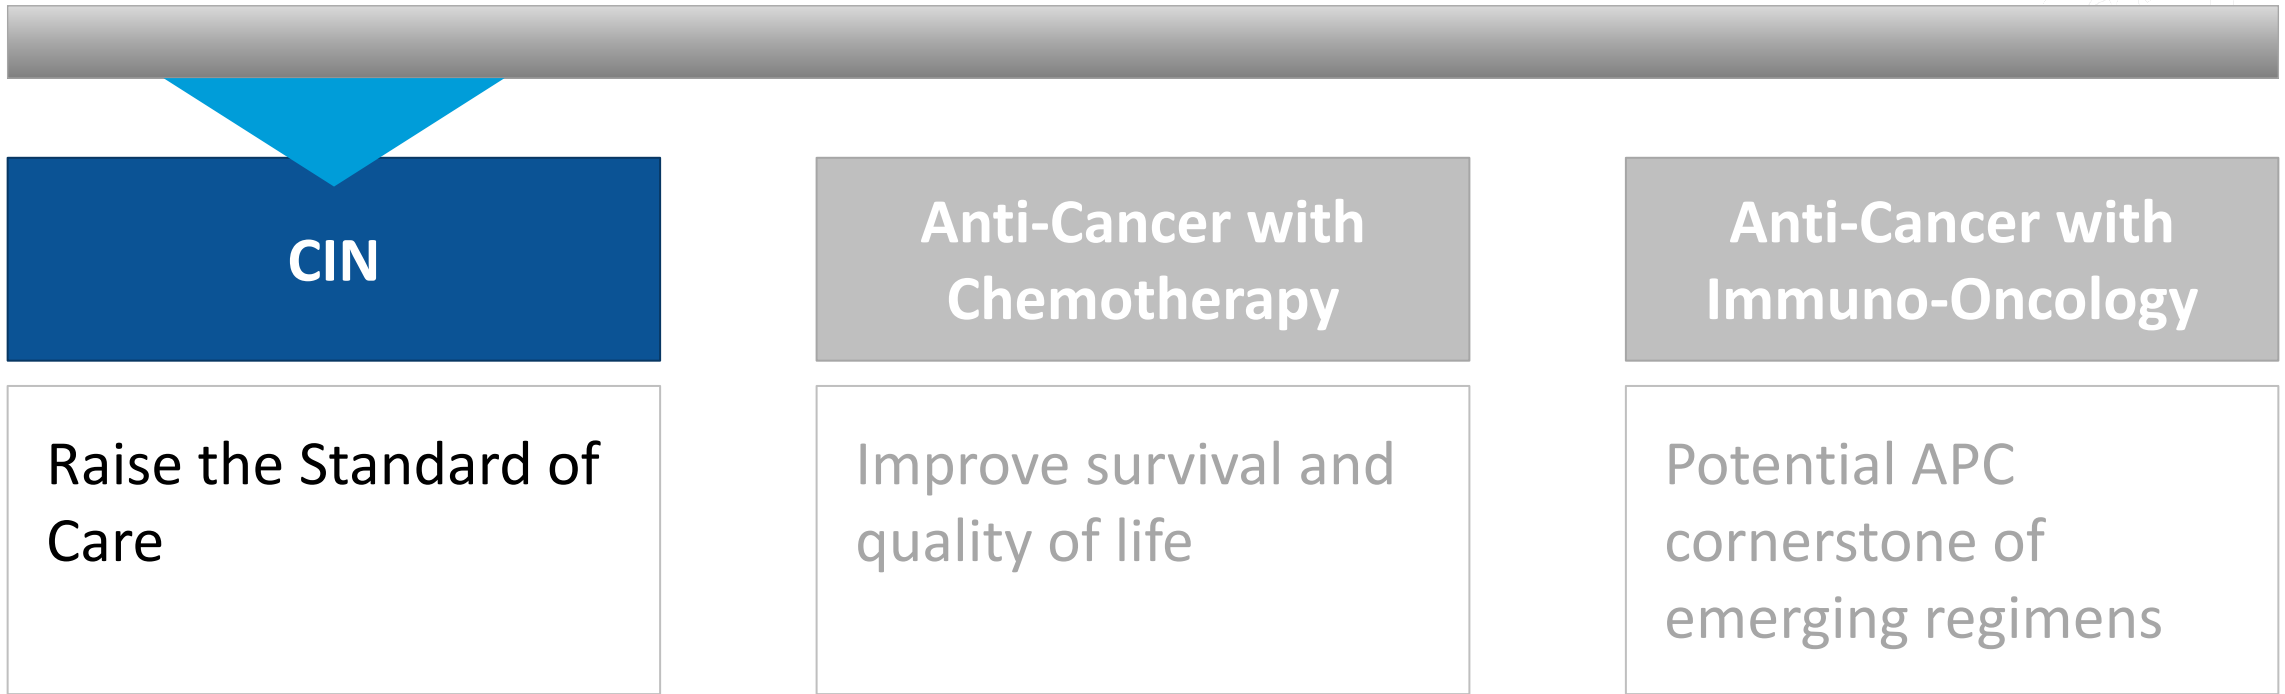 CIN
Raise the Standard of
Care
Anti-Cancer with
Chemotherapy
Improve survival and
quality of life
Anti-Cancer with
Immuno-Oncology
Potential APC
cornerstone of
emerging regimens